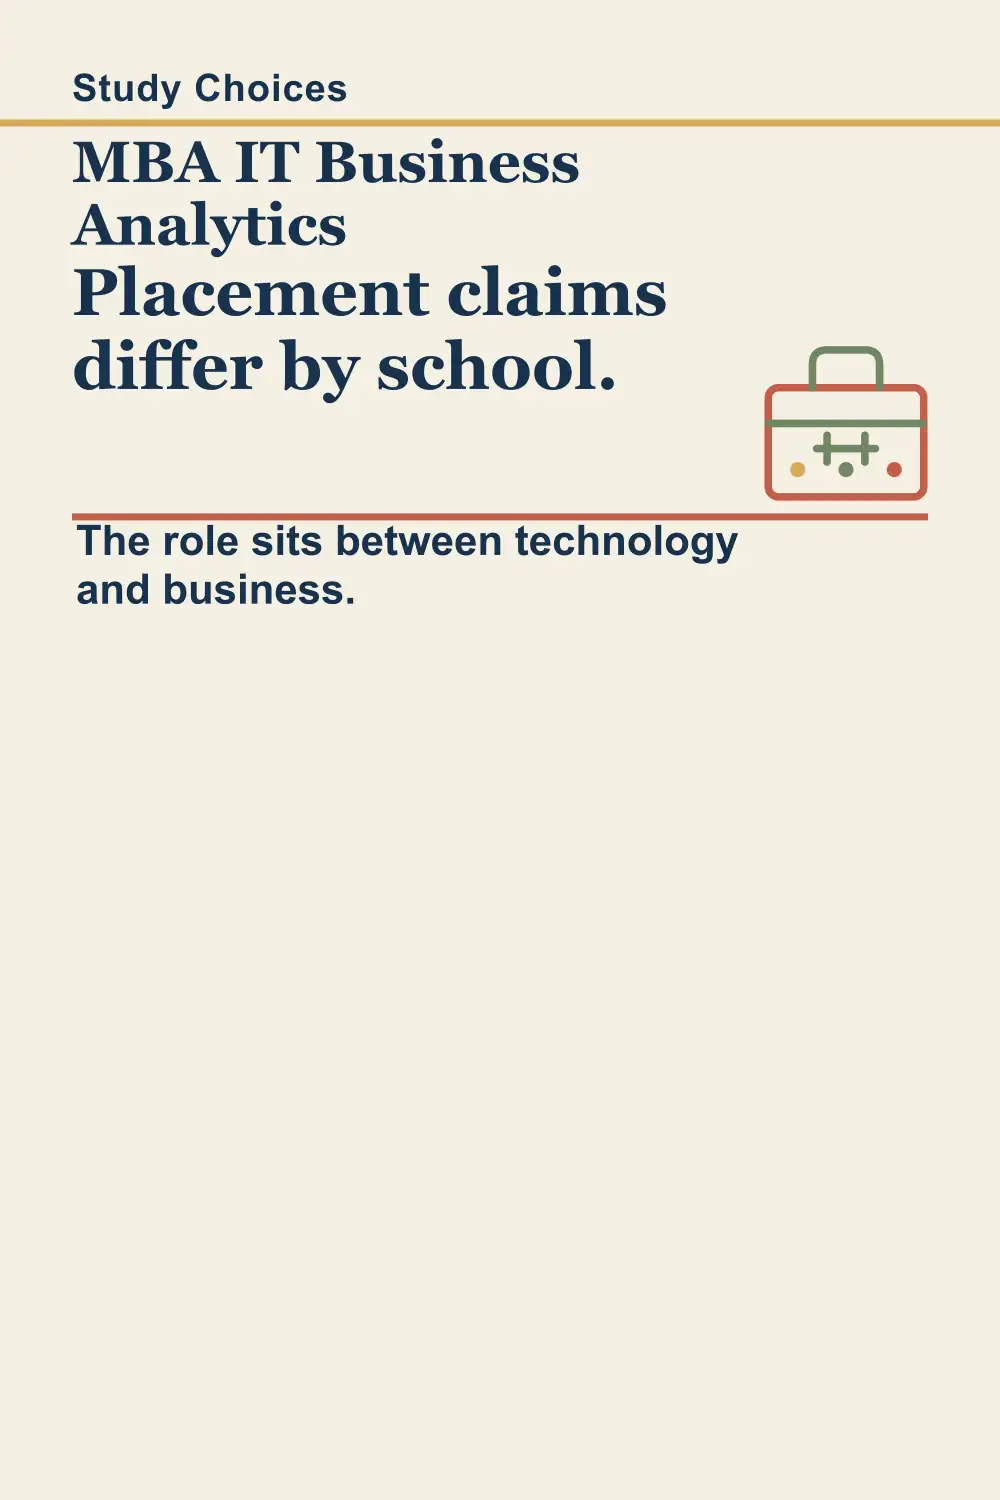 Study Choices
MBA IT Business
Analytics
Placement claims
differ by school.
The role sits between technology
and business.